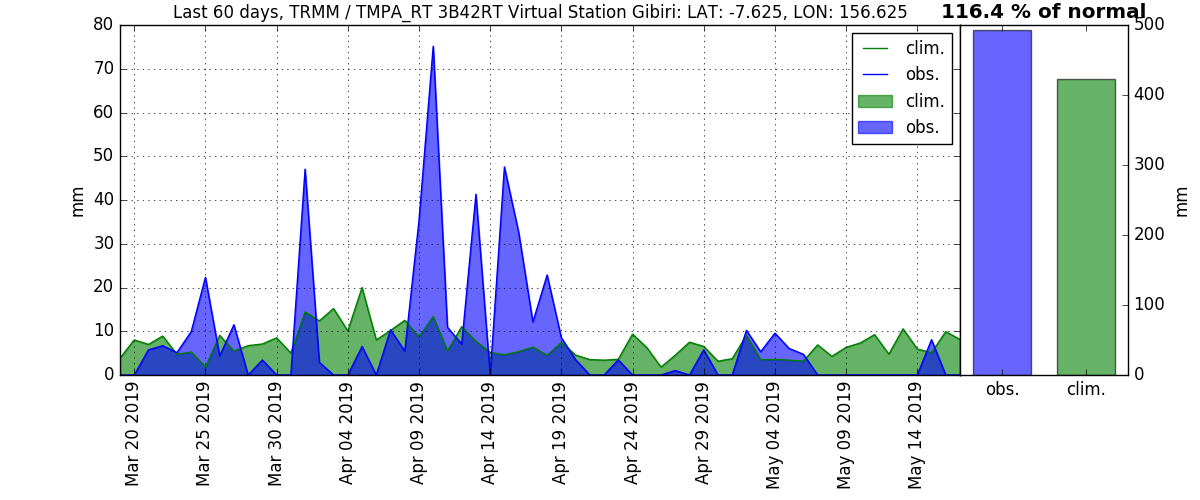 Last 60 days, TRMM / TMPA_RT 3B42RT Virtual Station Gibiri: LAT: -7.625, LON: 156.625
116.4 % of normal
80
70
60
50
40
30
20
10
0
mm
clim.
obs.
clim.
obs.
500
400
300
200
100
0
mm
Mar 20 2019
Mar 25 2019
Mar 30 2019
Apr 04 2019
Apr 09 2019
Apr 14 2019
Apr 19 2019
Apr 24 2019
Apr 29 2019
May 04 2019
May 09 2019
May 14 2019
obs.
clim.